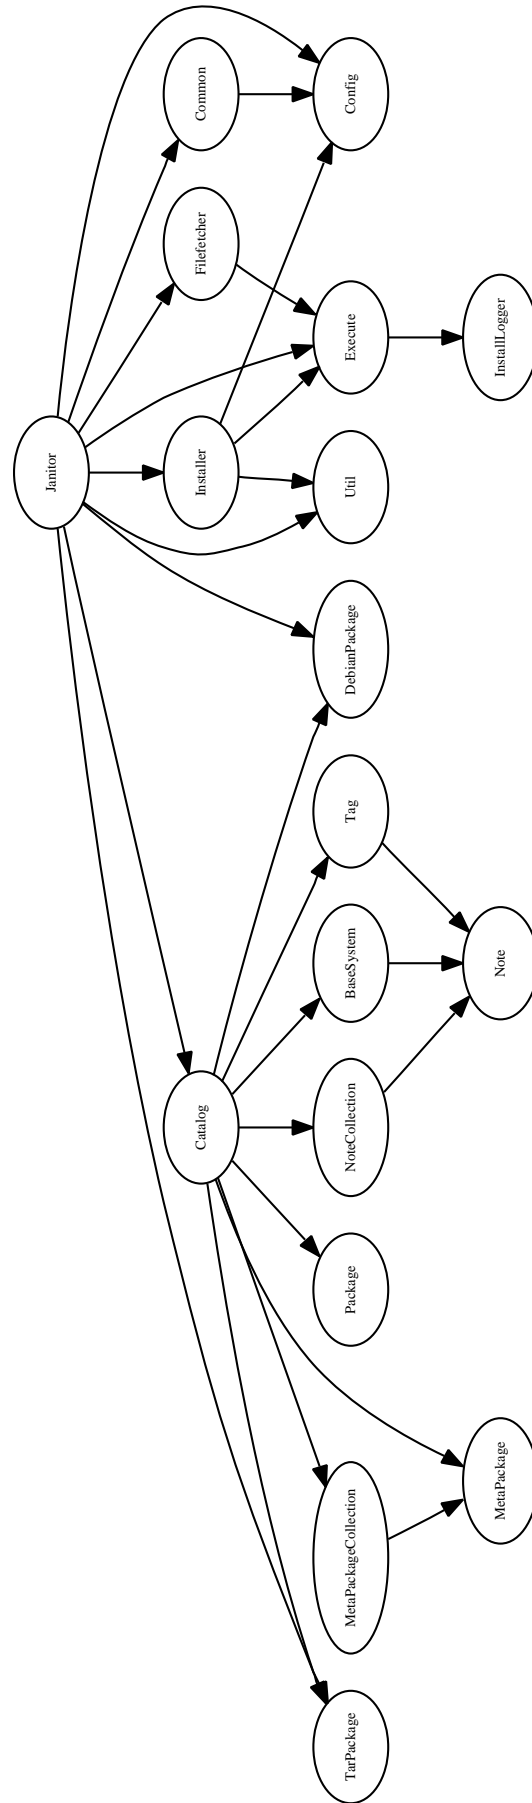 Janitor
Common
Filefetcher
Installer
Catalog
Config
Execute
Util
DebianPackage
Tag
BaseSystem
NoteCollection
Package
MetaPackageCollection
TarPackage
InstallLogger
Note
MetaPackage